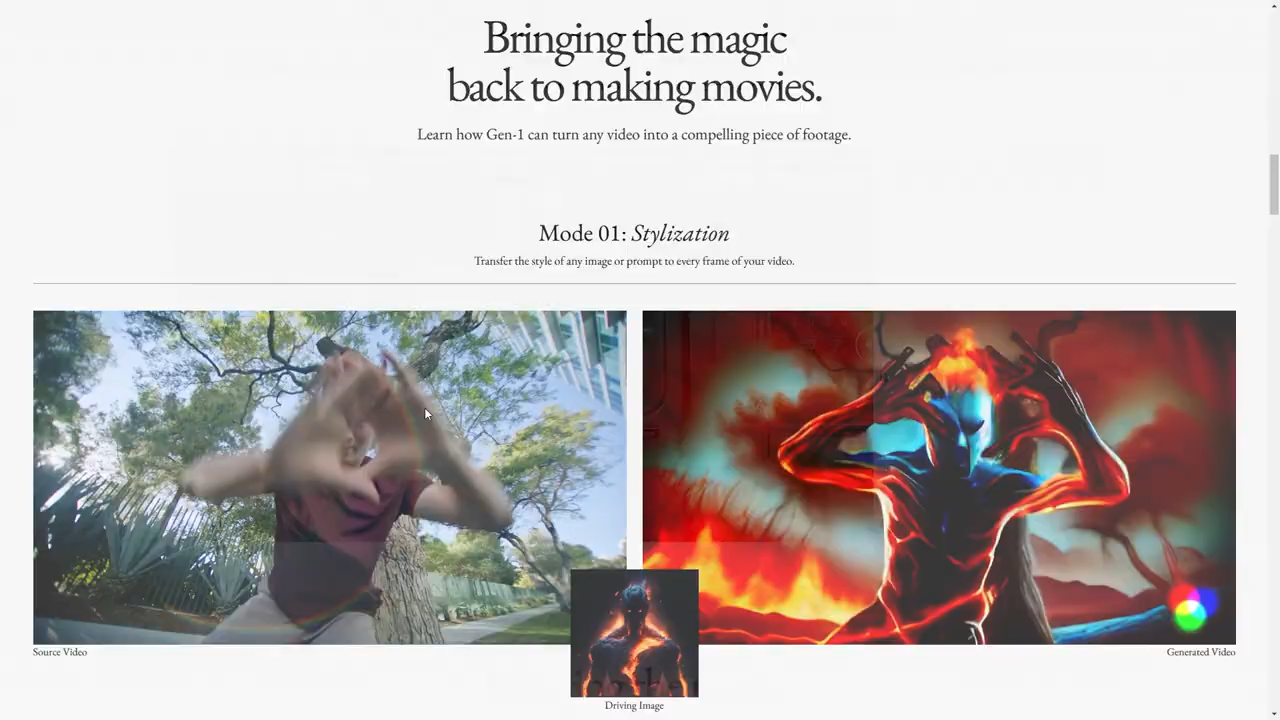 Bringing the magic
back to making movies.
Learn how Gen-1 can turn any video into a compelling piece of footage.
Mode 01: Stylization
Transfer the style of any image or prompt to every frame of your video.
Source Video
Generated Video
Driving Image